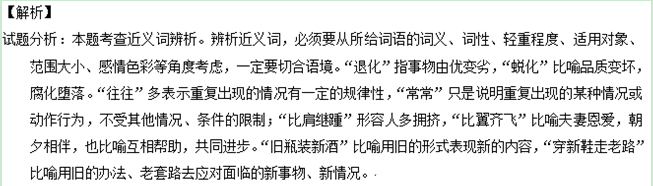 【解析】
试题分析：本题考查近义词辨析。辨析近义词，必须要从所给词语的词义、词性、轻重程度、适用对象、
范围大小、感情色彩等角度考虑，一定要切合语境。“退化”指事物由优变劣，“蜕化”比喻品质变坏，
腐化堕落。“往往”多表示重复出现的情况有一定的规律性，“常常”只是说明重复出现的某种情况或
动作行为，不受其他情况、条件的限制；“比肩继踵”形容人多拥挤，“比翼齐飞”比喻夫妻恩爱，朝
夕相伴，也比喻互相帮助，共同进步。“旧瓶装新酒”比喻用旧的形式表现新的内容，“穿新鞋走老路”
比喻用旧的办法、老套路去应对面临的新事物、新情况。